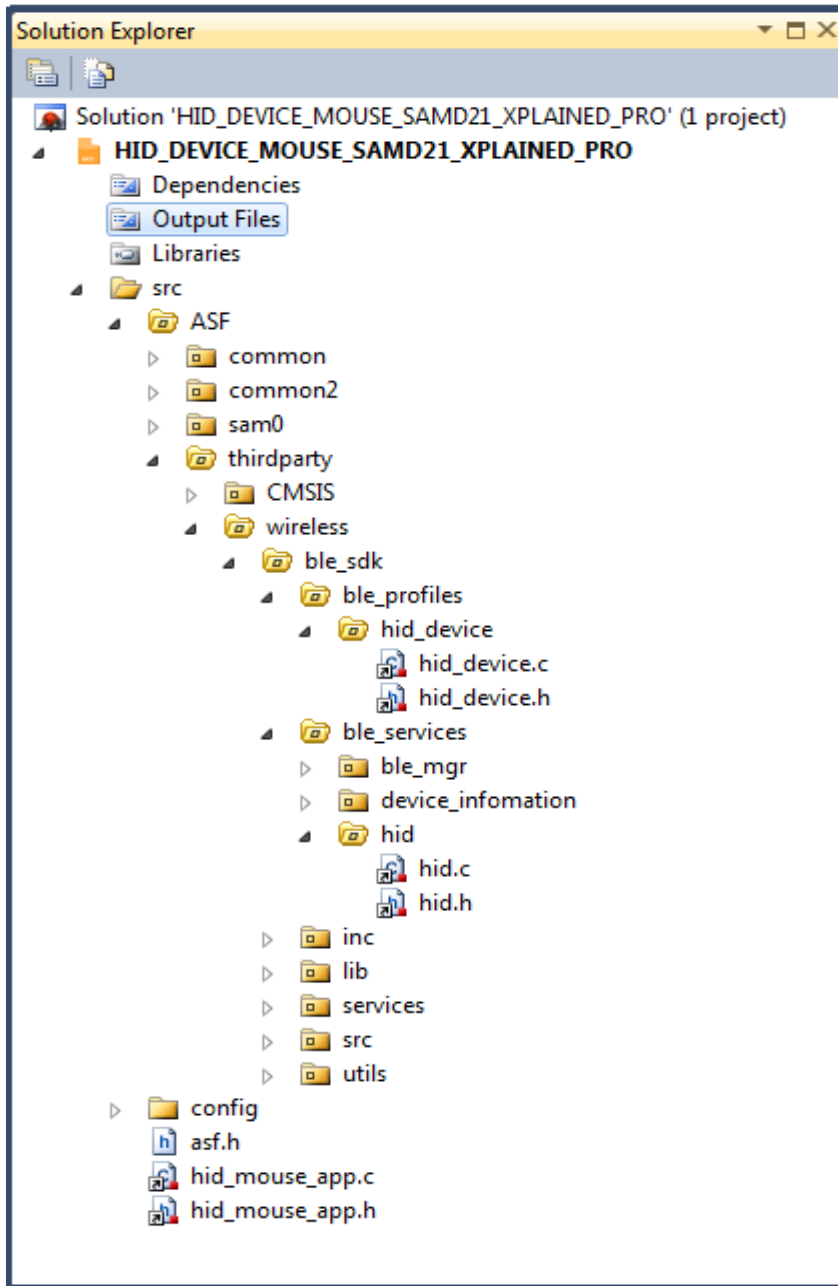 Solution Explorer
Solution 'HID_DEVICE_MOUSE_SAMD21_XPLAINED_PRO' (1 project)
HID_DEVICE_MOUSE_SAMD21_XPLAINED_PRO
Dependencies
Output Files
Libraries
src
ASF
common
common2
sam0
thirdparty
CMSIS
wireless
ble_sdk
ble_profiles
hid_device
hid_device.c
hid_device.h
ble_services
ble_mgr
device_infomation
hid
hid.c
hid.h
inc
lib
services
src
utils
config
asf.h
hid_mouse_app.c
hid_mouse_app.h